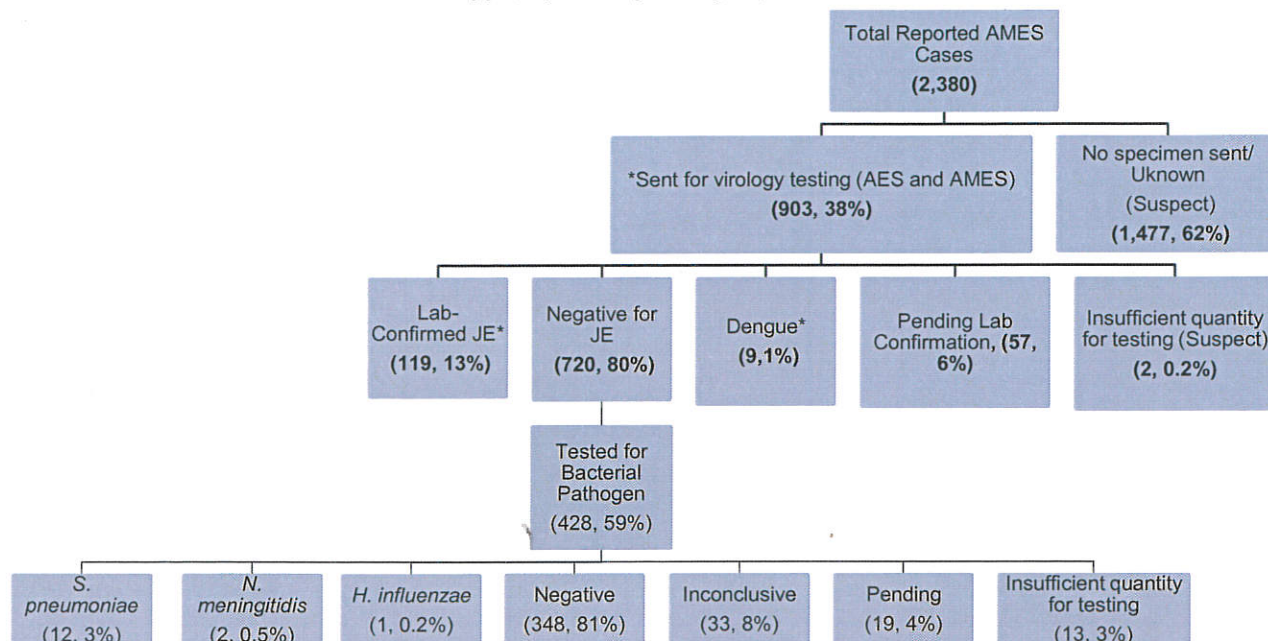 Total Reported AMES
Cases
(2,380)
*Sent for virology testing (AES and AMES)
(903, 38%)
No specimen sent/
Uknown
(Suspect)
(1,477, 62%)
Lab-
Confirmed JE*
(119, 13%)
Negative for
JE
(720, 80%)
Dengue*
(9,1%)
Pending Lab
Confirmation, (57,
6%)
Insufficient quantity
for testing (Suspect)
(2, 0.2%)
Tested for
Bacterial
Pathogen
(428, 59%)
S.
pneumoniae
(12, 3%)
N.
meningitidis
(2, 0.5%)
H. influenzae
(1, 0.2%)
Negative
(348, 81%)
Inconclusive
(33, 8%)
Pending
(19, 4%)
Insufficient quantity
for testing
(13, 3%)